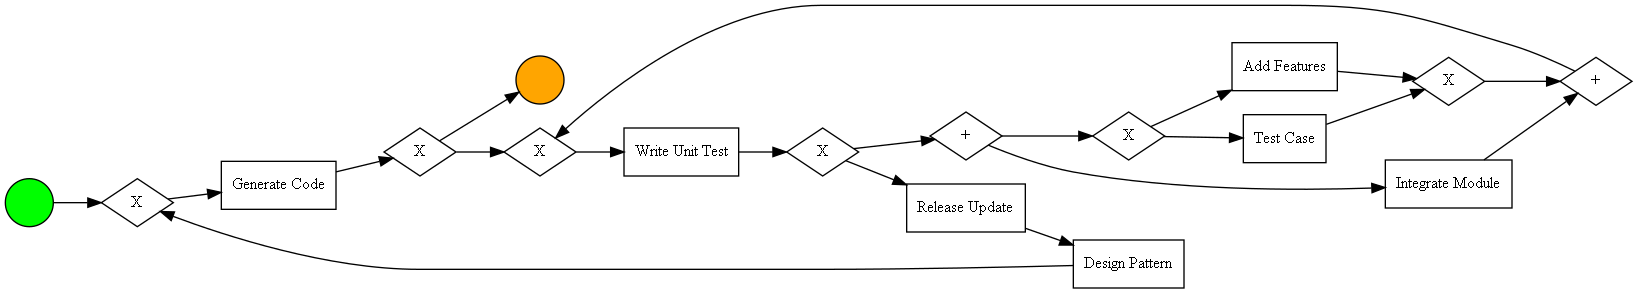 X
Generate Code
X
X
Write Unit Test
X
+
Release Update
X
Design Pattern
Add Features
Test Case
X
Integrate Module
+